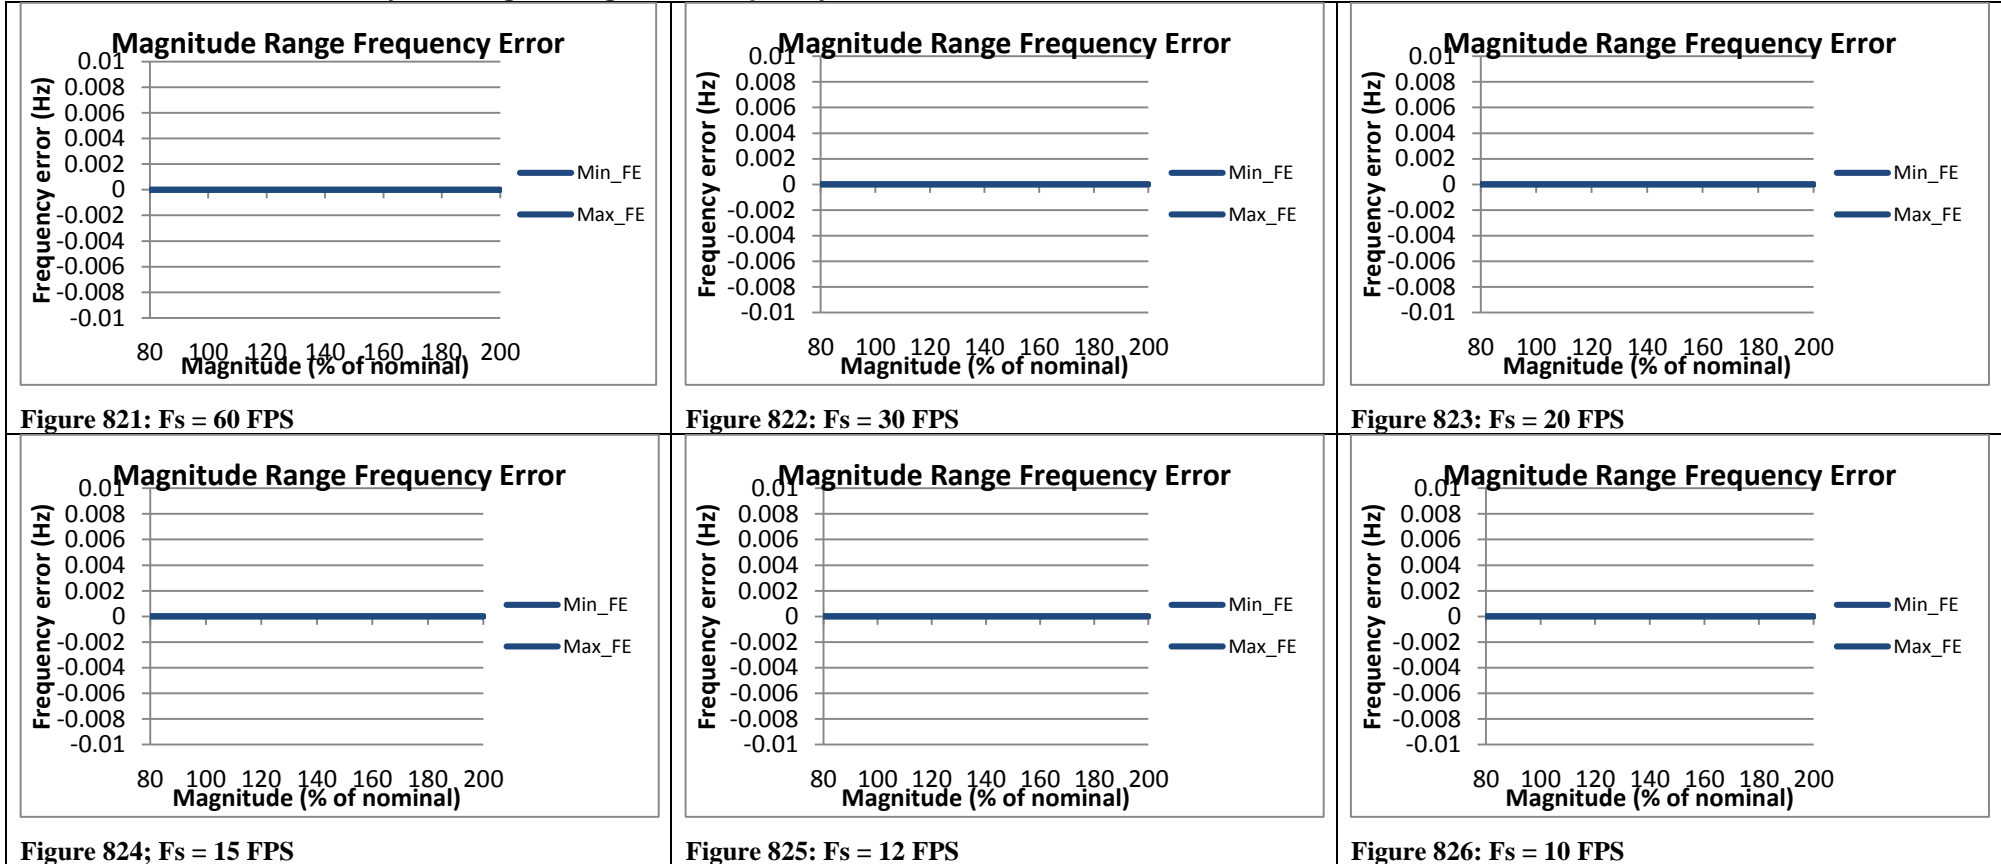 Magnitude Range Frequency Error
Frequency error (Hz)
0.01
0.008
0.006
0.004
0.002
0
-0.002
-0.004
-0.006
-0.008
-0.01
80 100 120 140 160 180 200
Magnitude (% of nominal)
Min_FE
Max_FE
Figure 821: Fs = 60 FPS
Magnitude Range Frequency Error
Frequency error (Hz)
0.01
0.008
0.006
0.004
0.002
0
-0.002
-0.004
-0.006
-0.008
-0.01
80 100 120 140 160 180 200
Magnitude (% of nominal)
Min_FE
Max_FE
Figure 822: Fs = 30 FPS
Magnitude Range Frequency Error
Frequency error (Hz)
0.01
0.008
0.006
0.004
0.002
0
-0.002
-0.004
-0.006
-0.008
-0.01
80 100 120 140 160 180 200
Magnitude (% of nominal)
Min_FE
Max_FE
Figure 823: Fs = 20 FPS
Magnitude Range Frequency Error
Frequency error (Hz)
0.01
0.008
0.006
0.004
0.002
0
-0.002
-0.004
-0.006
-0.008
-0.01
80 100 120 140 160 180 200
Magnitude (% of nominal)
Min_FE
Max_FE
Figure 824; Fs = 15 FPS
Magnitude Range Frequency Error
Frequency error (Hz)
0.01
0.008
0.006
0.004
0.002
0
-0.002
-0.004
-0.006
-0.008
-0.01
80 100 120 140 160 180 200
Magnitude (% of nominal)
Min_FE
Max_FE
Figure 825: Fs = 12 FPS
Magnitude Range Frequency Error
Frequency error (Hz)
0.01
0.008
0.006
0.004
0.002
0
-0.002
-0.004
-0.006
-0.008
-0.01
80 100 120 140 160 180 200
Magnitude (% of nominal)
Min_FE
Max_FE
Figure 826: Fs = 10 FPS